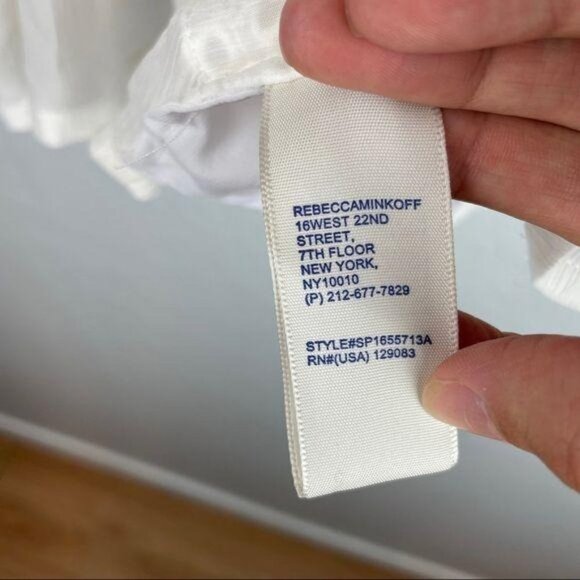 REBECCAMINKOFF
16WEST 22ND
STREET,
7TH FLOOR
NEW YORK,
NY10010
(P) 212-677-7829
STYLE#SP1655713A
RN#(USA) 129083